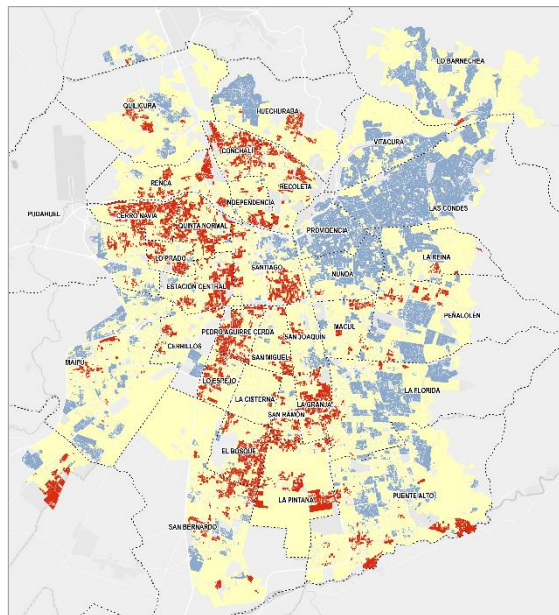 LO BARNECHEA
QUILICURA
HUECHURABA
VITACURA
CONCHALÍ
RENCA
RECOLETA
INDEPENDENCIA
LAS CONDES
PUDAHUEL
CERRO NAVIA
QUINTA NORMAL
PROVIDENCIA
LO PRADO
SANTIAGO
LA REINA
ÑUÑOA
ESTACIÓN CENTRAL
PEÑALOLÉN
PEDRO AGUIRRE CERDA
MACUL
SAN JOAQUÍN
CERRILLOS
SAN MIGUEL
MAIPÚ
LO ESPEJO
LA FLORIDA
LA CISTERNA
LA GRANJA
SAN RAMÓN
EL BOSQUE
LA PINTANA
PUENTE ALTO
SAN BERNARDO